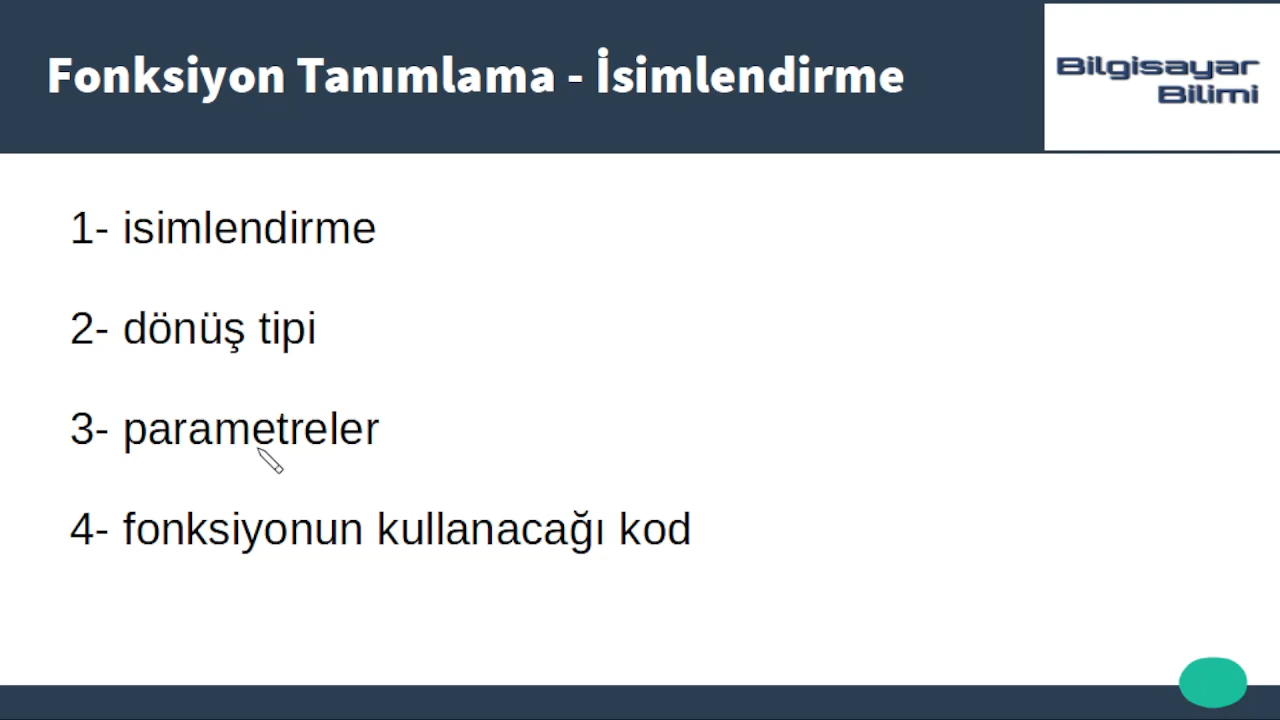 Fonksiyon Tanımlama - İsimlendirme
Bilgisayar
Bilimi
1- isimlendirme
2- dönüş tipi
3- parametreler
4- fonksiyonun kullanacağı kod